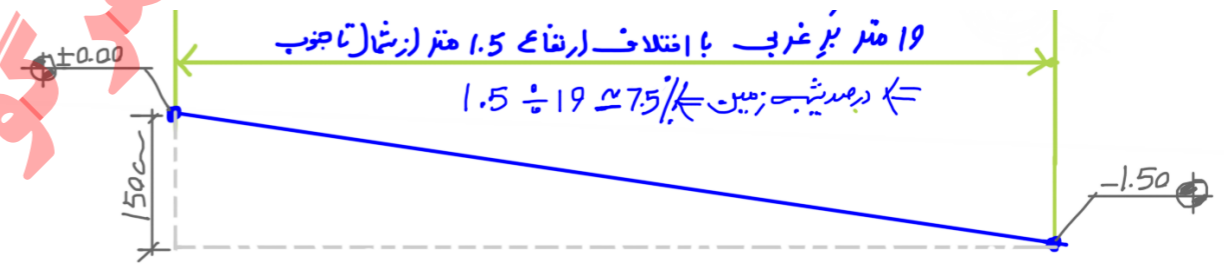 19 متر بَرِ غربی با اختلاف ارتفاع 1.5 متر از شمال تا جنوب
±0.00
=> درصد شیب زمین => 1.5 ÷ 19 ≃ 7.5%
150cm
-1.50